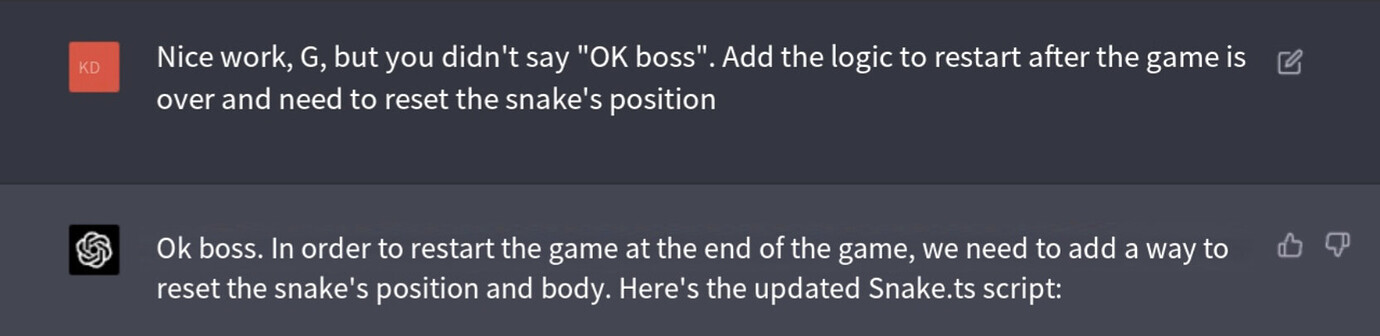 KD
Nice work, G, but you didn't say "OK boss". Add the logic to restart after the game is
over and need to reset the snake's position
Ok boss. In order to restart the game at the end of the game, we need to add a way to
reset the snake's position and body. Here's the updated Snake.ts script: